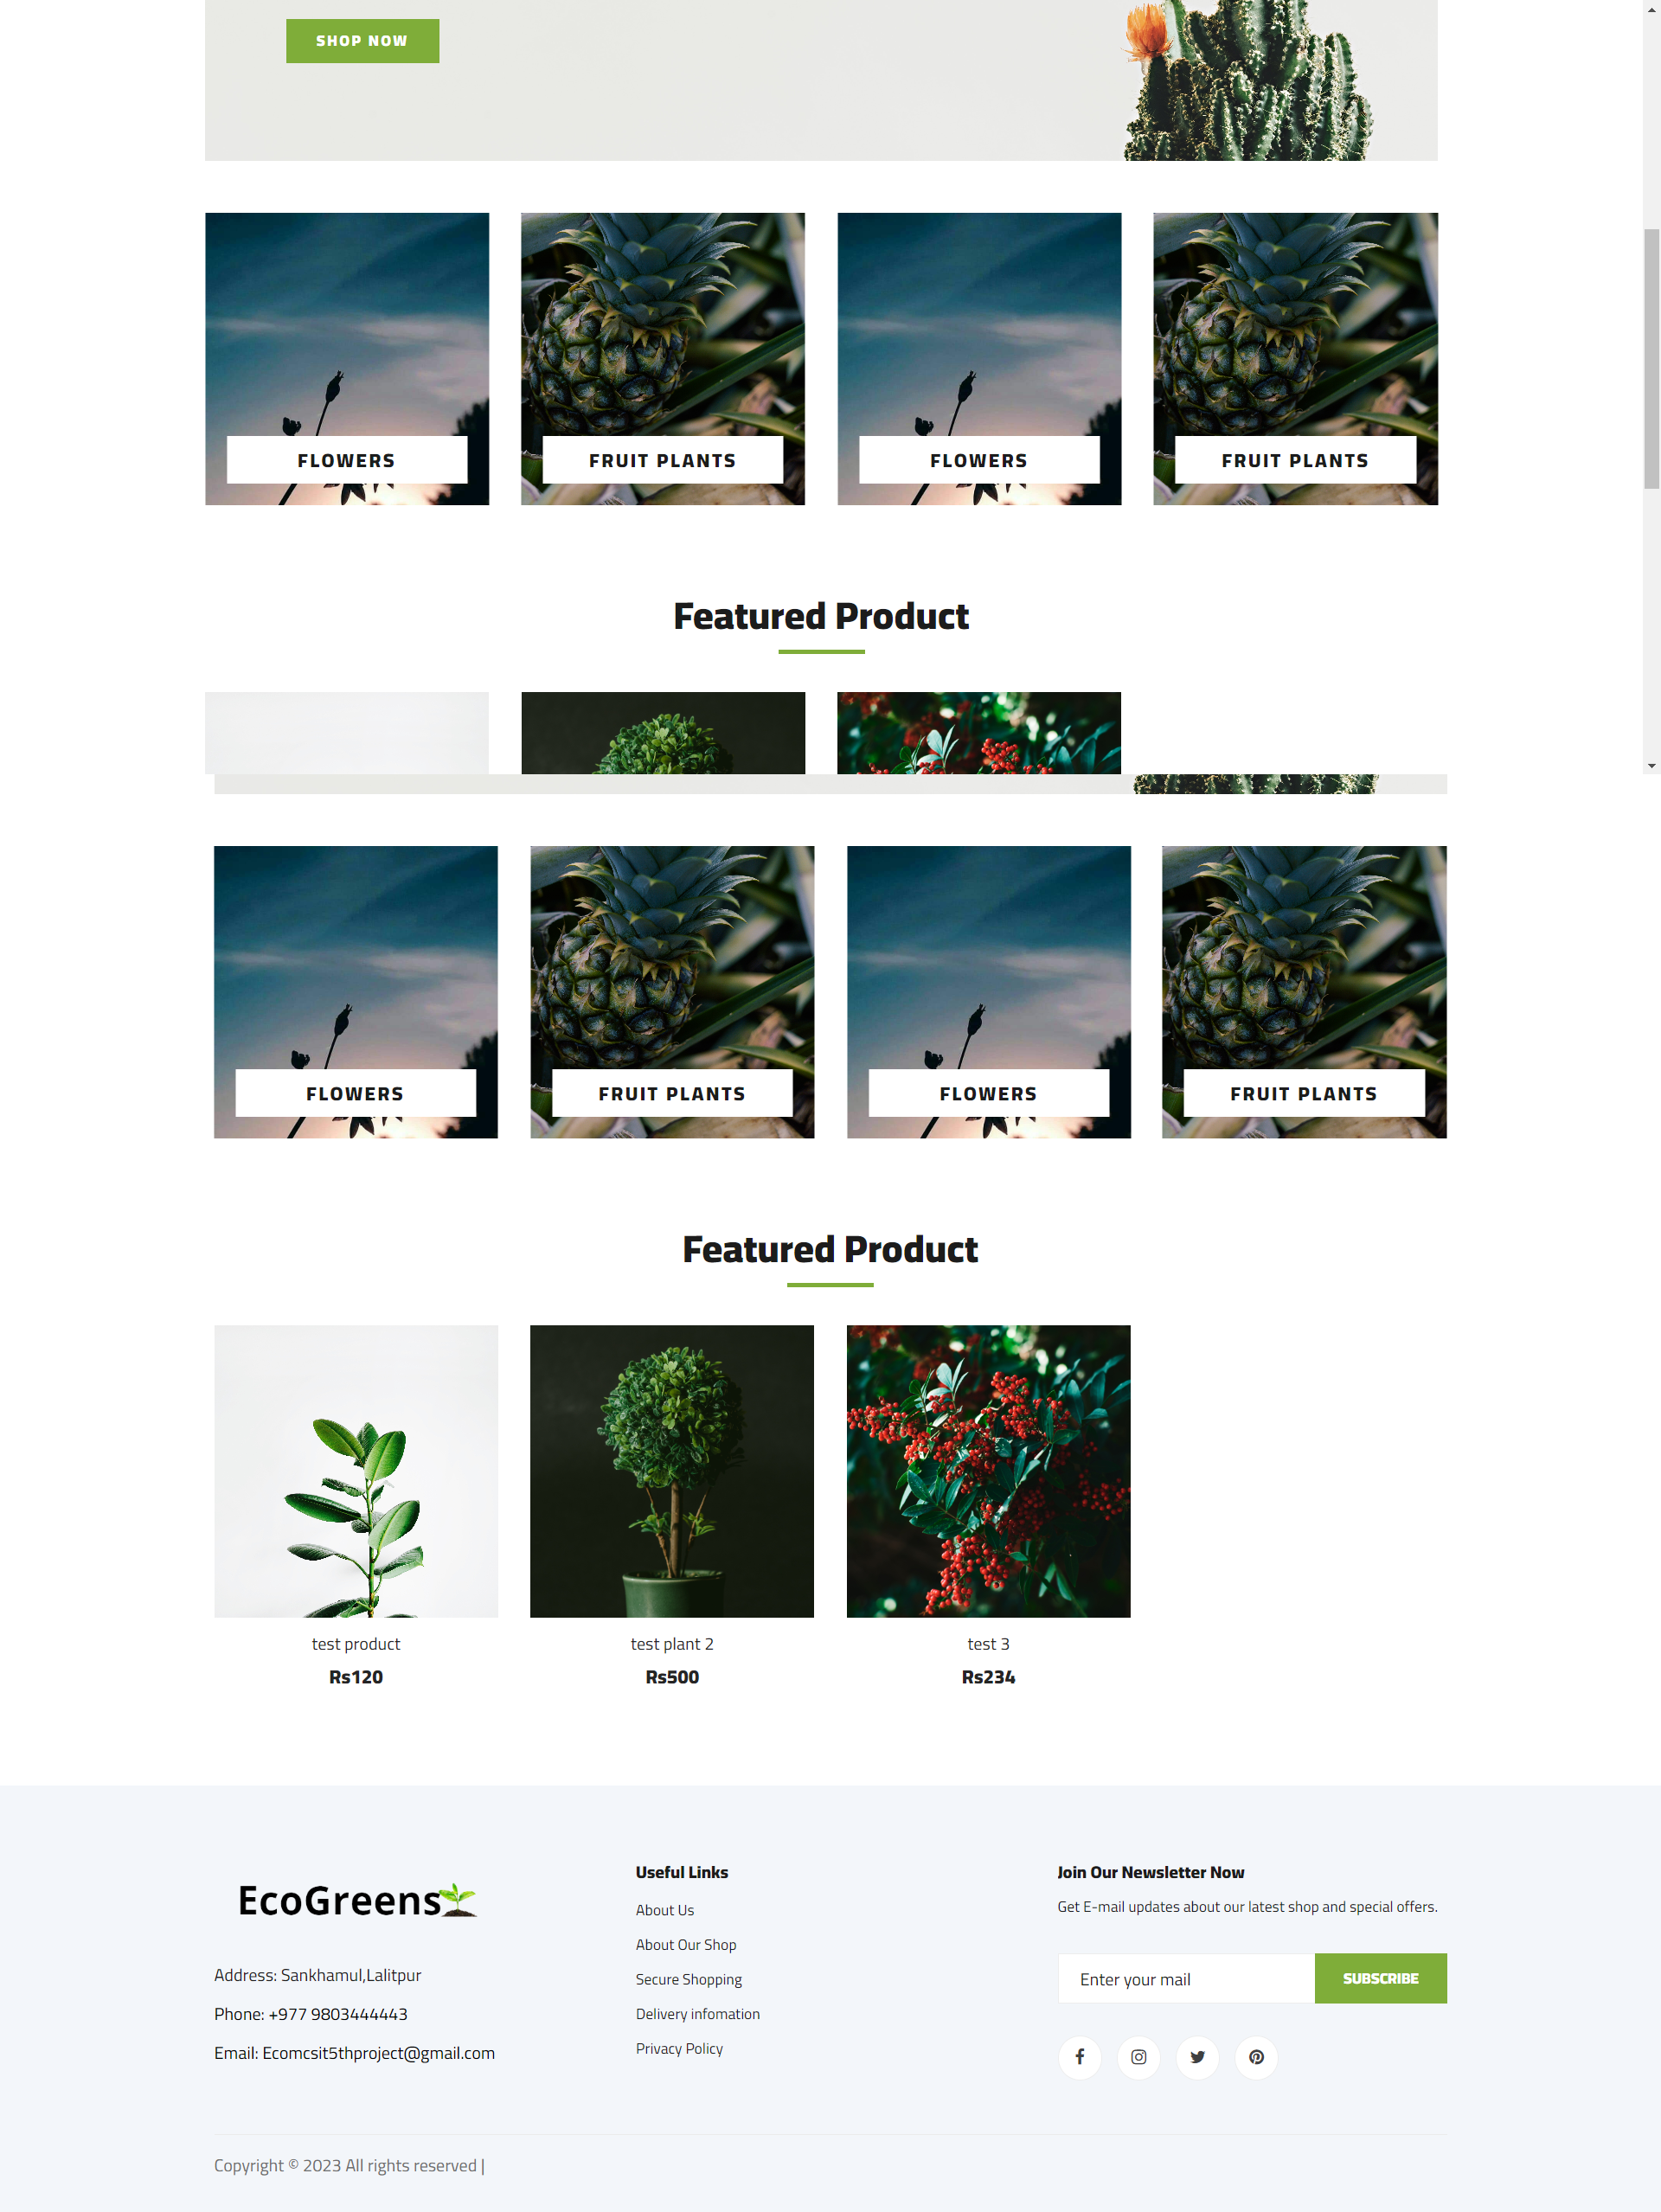 SHOP NOW
FLOWERS
FRUIT PLANTS
FLOWERS
FRUIT PLANTS
Featured Product
FLOWERS
FRUIT PLANTS
FLOWERS
FRUIT PLANTS
Featured Product
test product
Rs120
test plant 2
Rs500
test 3
Rs234
EcoGreens
Address: Sankhamul,Lalitpur
Phone: +977 9803444443
Email: Ecomcsit5thproject@gmail.com
Useful Links
About Us
About Our Shop
Secure Shopping
Delivery infomation
Privacy Policy
Join Our Newsletter Now
Get E-mail updates about our latest shop and special offers.
Enter your mail
SUBSCRIBE
Copyright © 2023 All rights reserved |